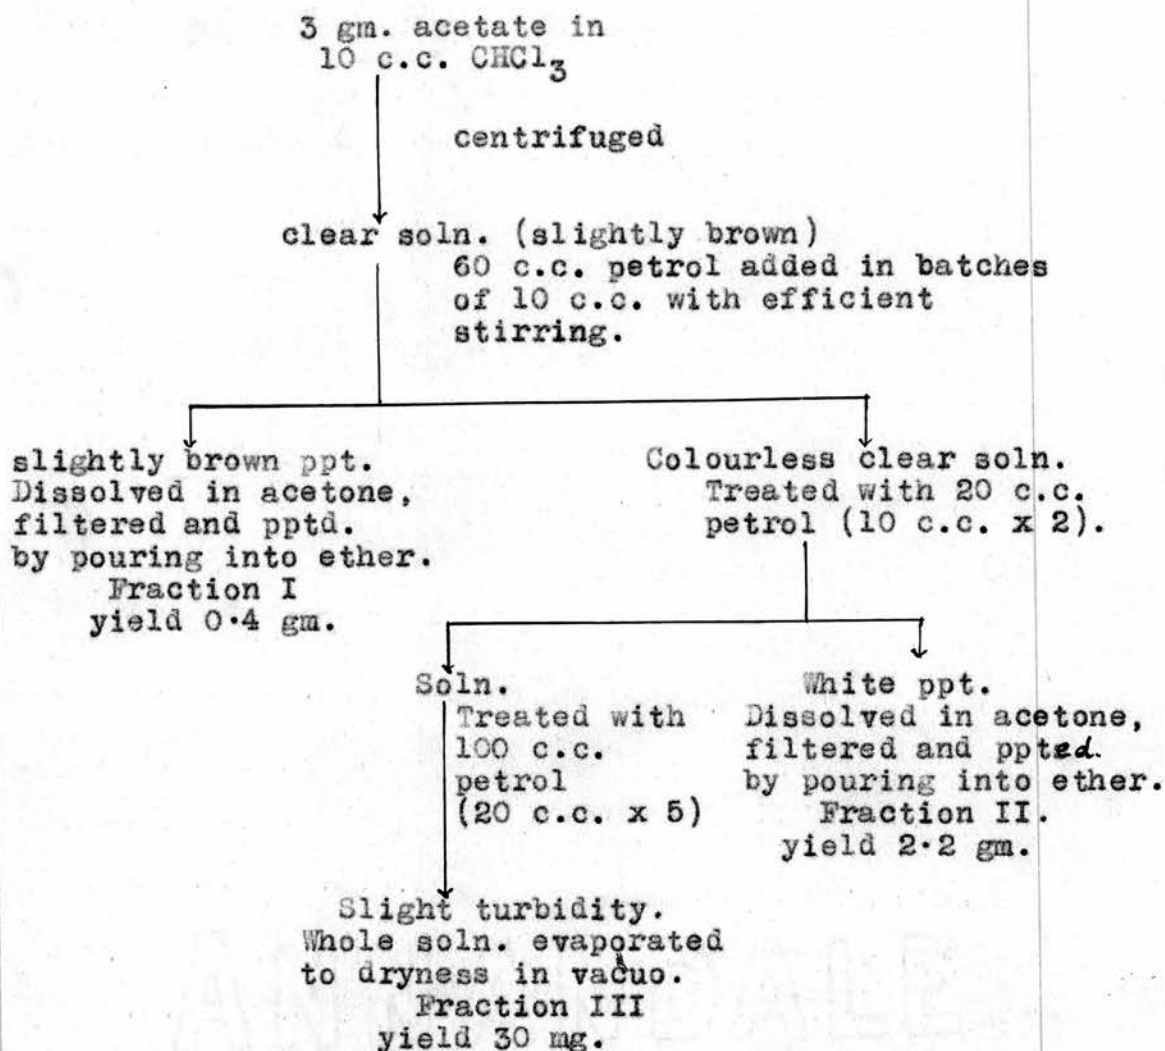 3 gm. acetate in
10 c.c. CHCl₃
centrifuged
clear soln. (slightly brown)
60 c.c. petrol added in batches
of 10 c.c. with efficient
stirring.
slightly brown ppt.
Dissolved in acetone,
filtered and pptd.
by pouring into ether.
Fraction I
yield 0·4 gm.
Colourless clear soln.
Treated with 20 c.c.
petrol (10 c.c. x 2).
Soln.
Treated with
100 c.c.
petrol
(20 c.c. x 5)
White ppt.
Dissolved in acetone,
filtered and ppted.
by pouring into ether.
Fraction II.
yield 2·2 gm.
Slight turbidity.
Whole soln. evaporated
to dryness in vacuo.
Fraction III
yield 30 mg.